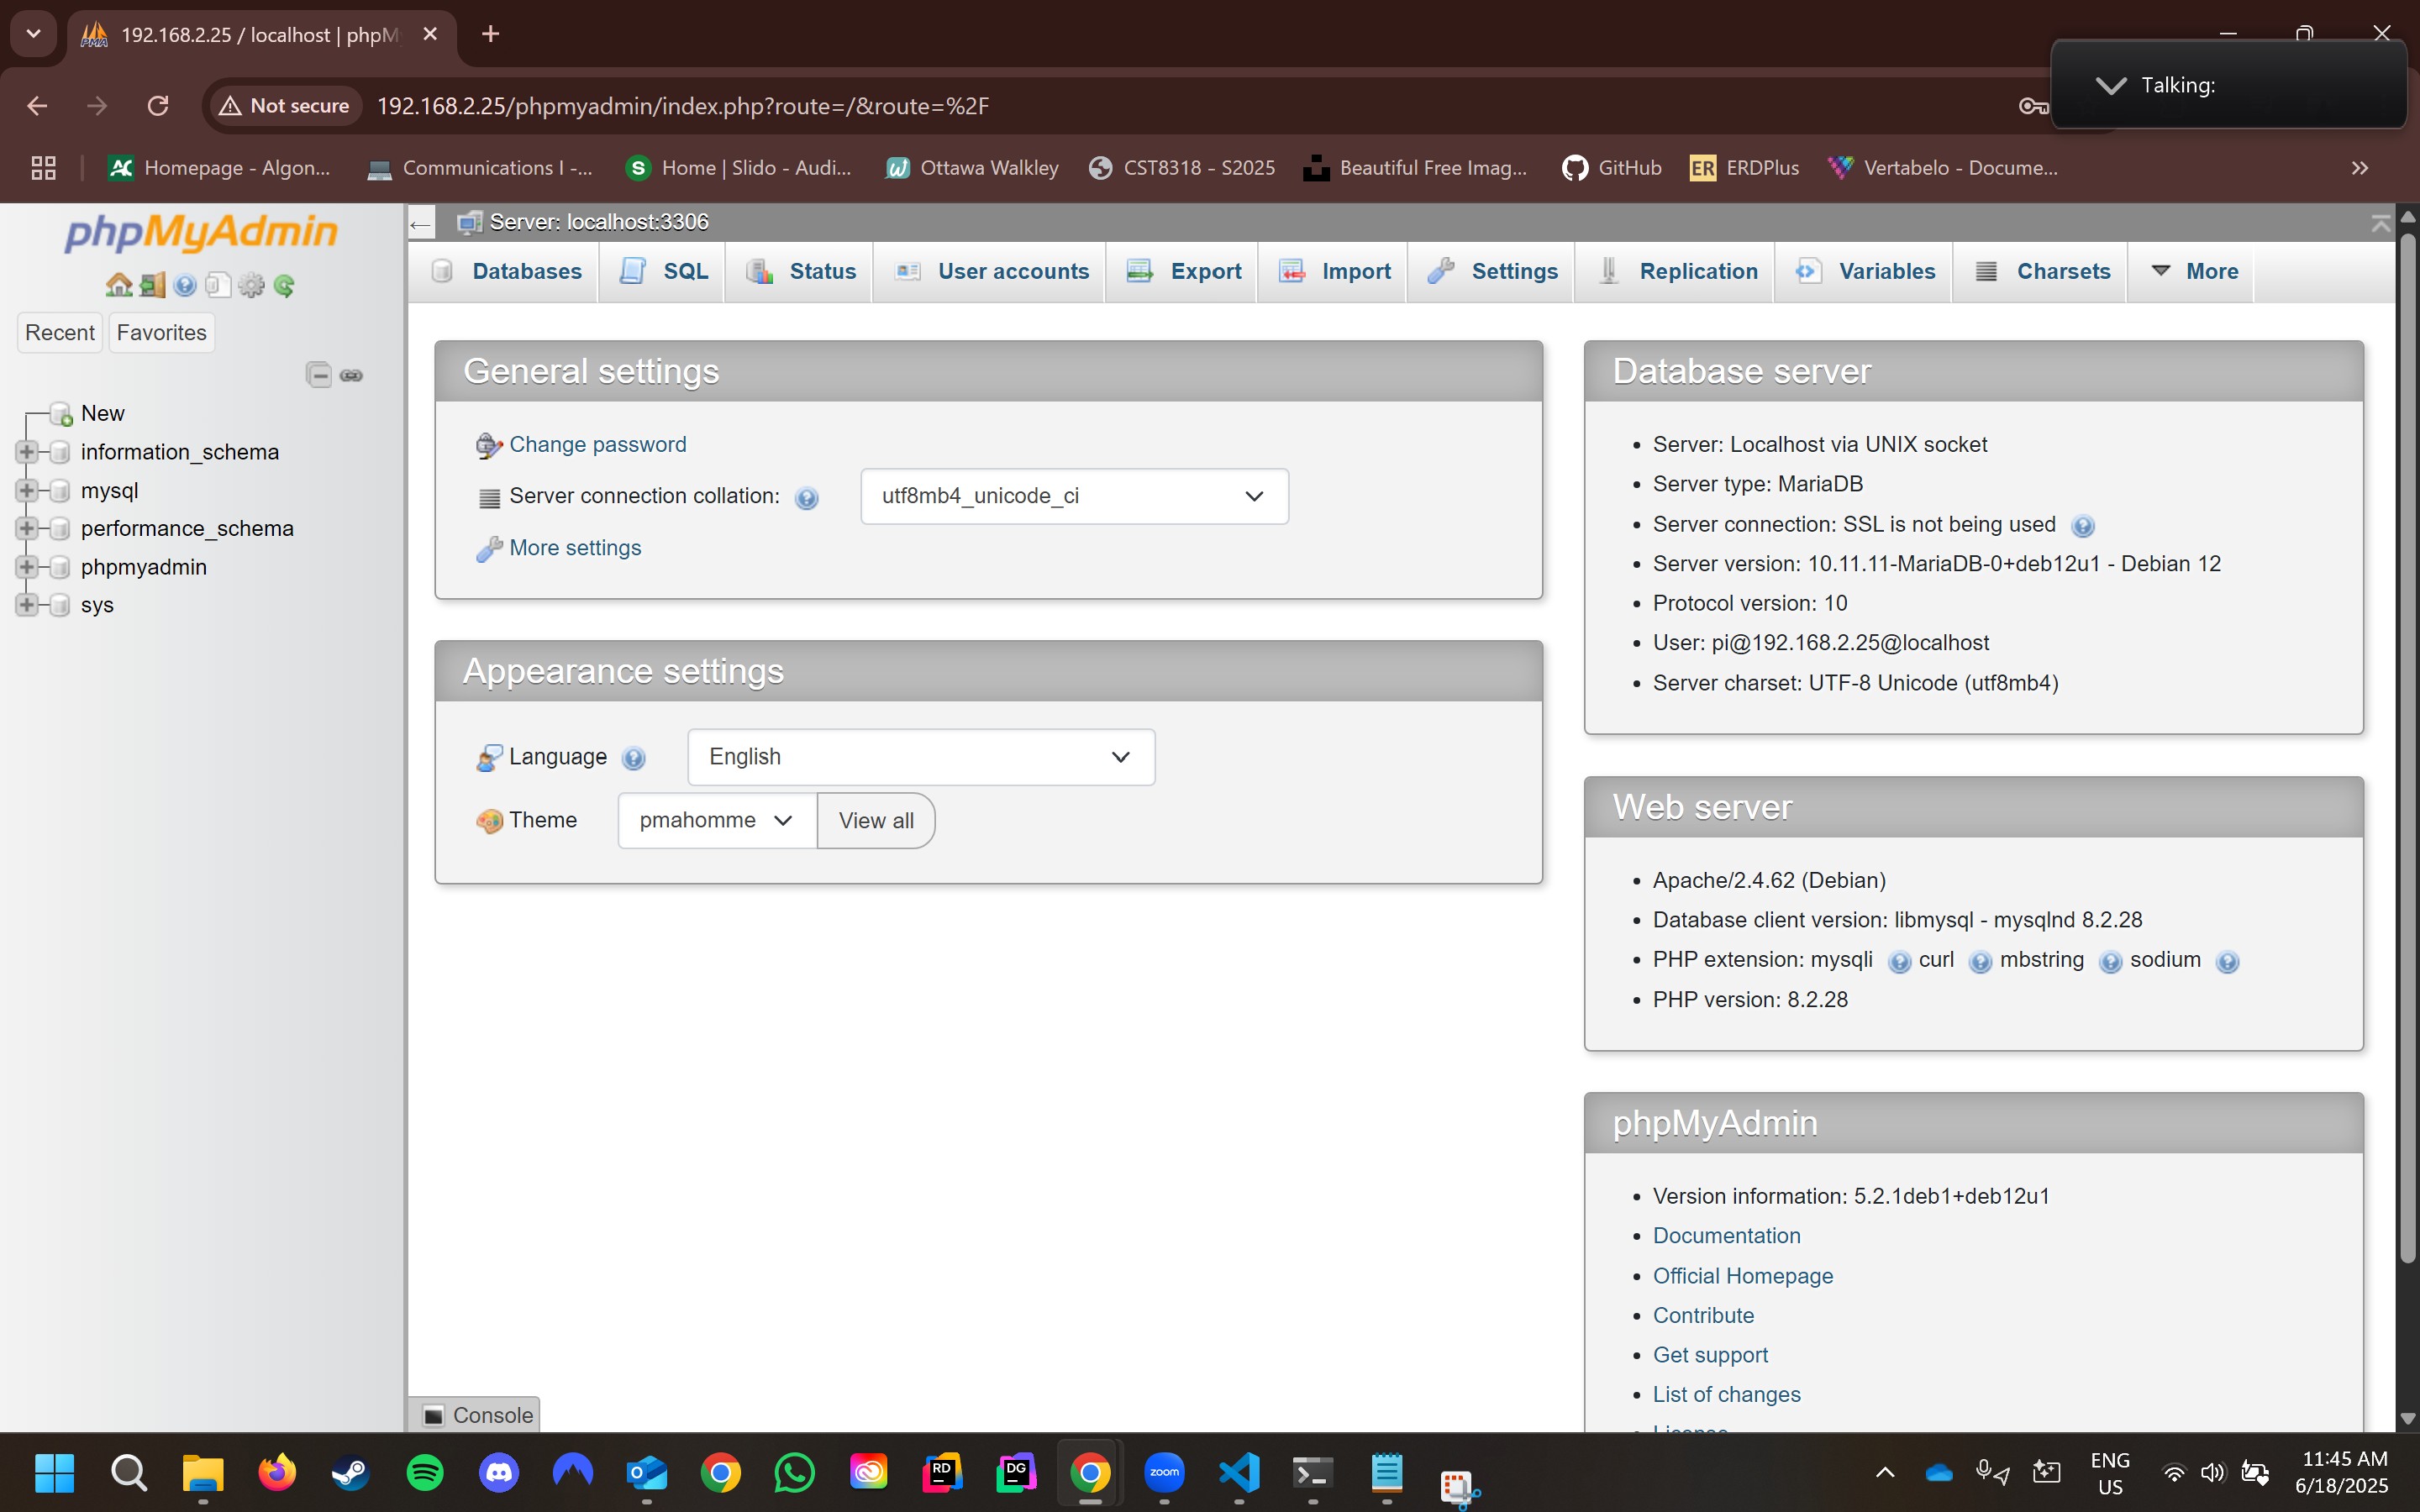 192.168.2.25 / localhost | phpM
Talking:
Not secure
192.168.2.25/phpmyadmin/index.php?route=/&route=%2F
Homepage - Algon...
Communications I -...
Home | Slido - Audi...
Ottawa Walkley
CST8318 - S2025
Beautiful Free Imag...
GitHub
ERDPlus
Vertabelo - Docume...
phpMyAdmin
Recent
Favorites
New
information_schema
mysql
performance_schema
phpmyadmin
sys
Server: localhost:3306
Databases
SQL
Status
User accounts
Export
Import
Settings
Replication
Variables
Charsets
More
General settings
Change password
Server connection collation:
utf8mb4_unicode_ci
More settings
Appearance settings
Language
English
Theme
pmahomme
View all
Database server
Server: Localhost via UNIX socket
Server type: MariaDB
Server connection: SSL is not being used
Server version: 10.11.11-MariaDB-0+deb12u1 - Debian 12
Protocol version: 10
User: pi@192.168.2.25@localhost
Server charset: UTF-8 Unicode (utf8mb4)
Web server
Apache/2.4.62 (Debian)
Database client version: libmysql - mysqlnd 8.2.28
PHP extension: mysqli curl mbstring sodium
PHP version: 8.2.28
phpMyAdmin
Version information: 5.2.1deb1+deb12u1
Documentation
Official Homepage
Contribute
Get support
List of changes
License
Console
ENG
US
11:45 AM
6/18/2025